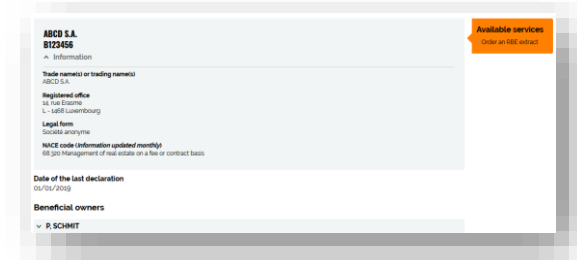 ABCD S.A.
B123456
Information
Trade name(s) or trading name(s)
ABCD S.A.
Registered office
14, rue Erasme
L - 1468 Luxembourg
Legal form
Société anonyme
NACE code (Information updated monthly)
68.320 Management of real estate on a fee or contract basis
Date of the last declaration
01/01/2019
Beneficial owners
P, SCHMIT
Available services
Order an RBE extract